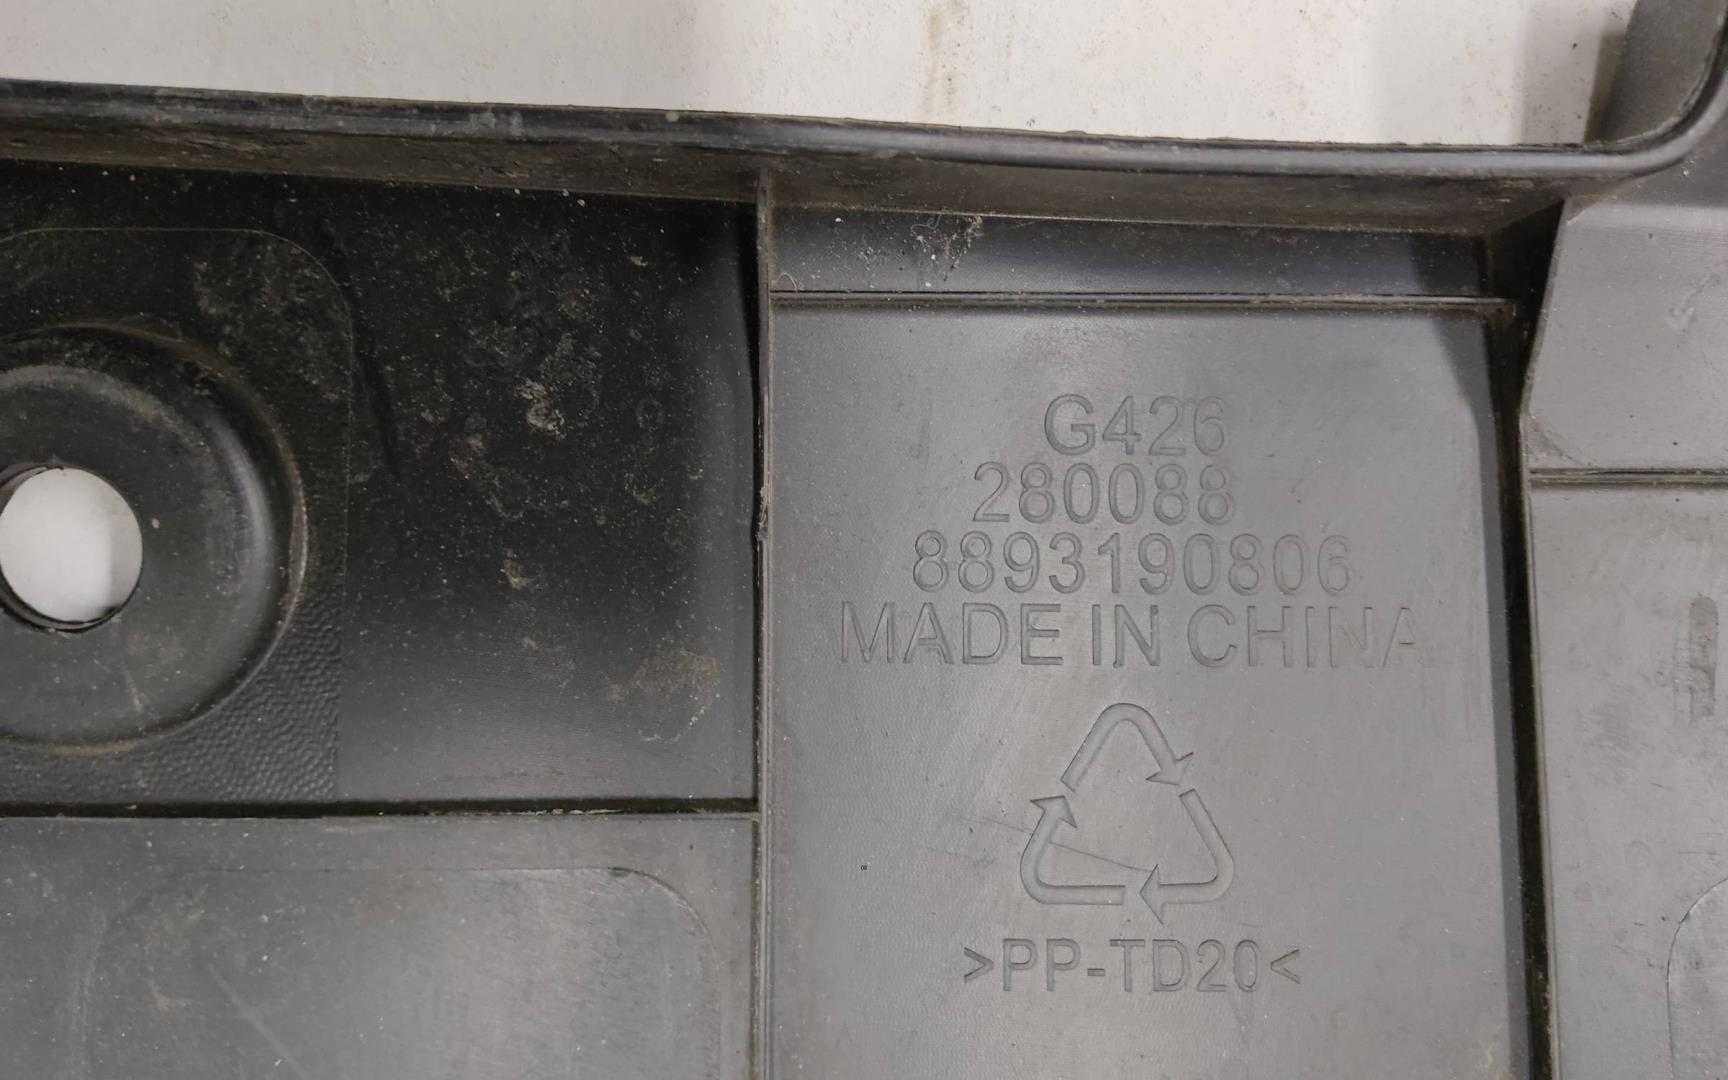 G426
280088
8893190806
MADE IN CHINA
>PP-TD20<